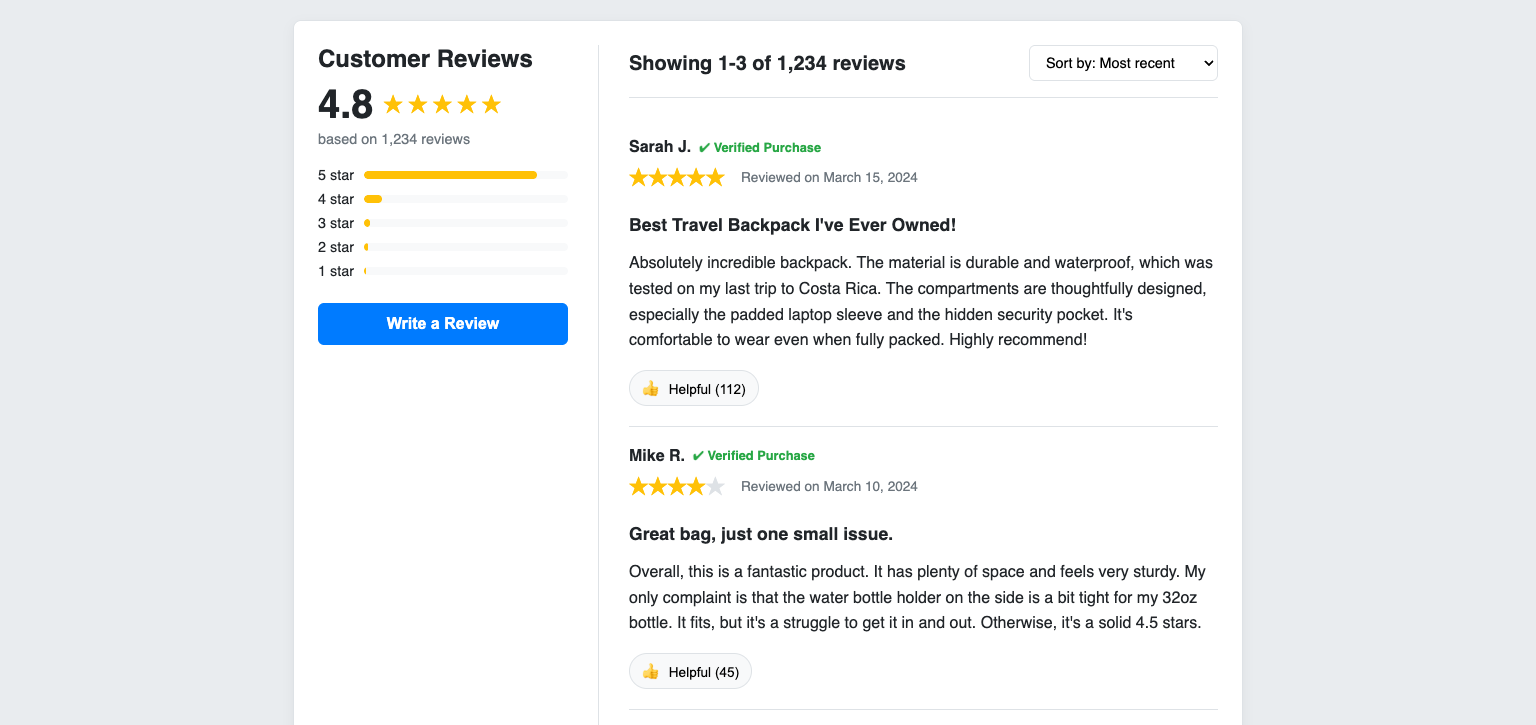 Customer Reviews
4.8
based on 1,234 reviews
5 star
4 star
3 star
2 star
1 star
Write a Review
Showing 1-3 of 1,234 reviews
Sort by: Most recent
Sarah J. ✔ Verified Purchase
Reviewed on March 15, 2024
Best Travel Backpack I've Ever Owned!
Absolutely incredible backpack. The material is durable and waterproof, which was
tested on my last trip to Costa Rica. The compartments are thoughtfully designed,
especially the padded laptop sleeve and the hidden security pocket. It's
comfortable to wear even when fully packed. Highly recommend!
👍 Helpful (112)
Mike R. ✔ Verified Purchase
Reviewed on March 10, 2024
Great bag, just one small issue.
Overall, this is a fantastic product. It has plenty of space and feels very sturdy. My
only complaint is that the water bottle holder on the side is a bit tight for my 32oz
bottle. It fits, but it's a struggle to get it in and out. Otherwise, it's a solid 4.5 stars.
👍 Helpful (45)